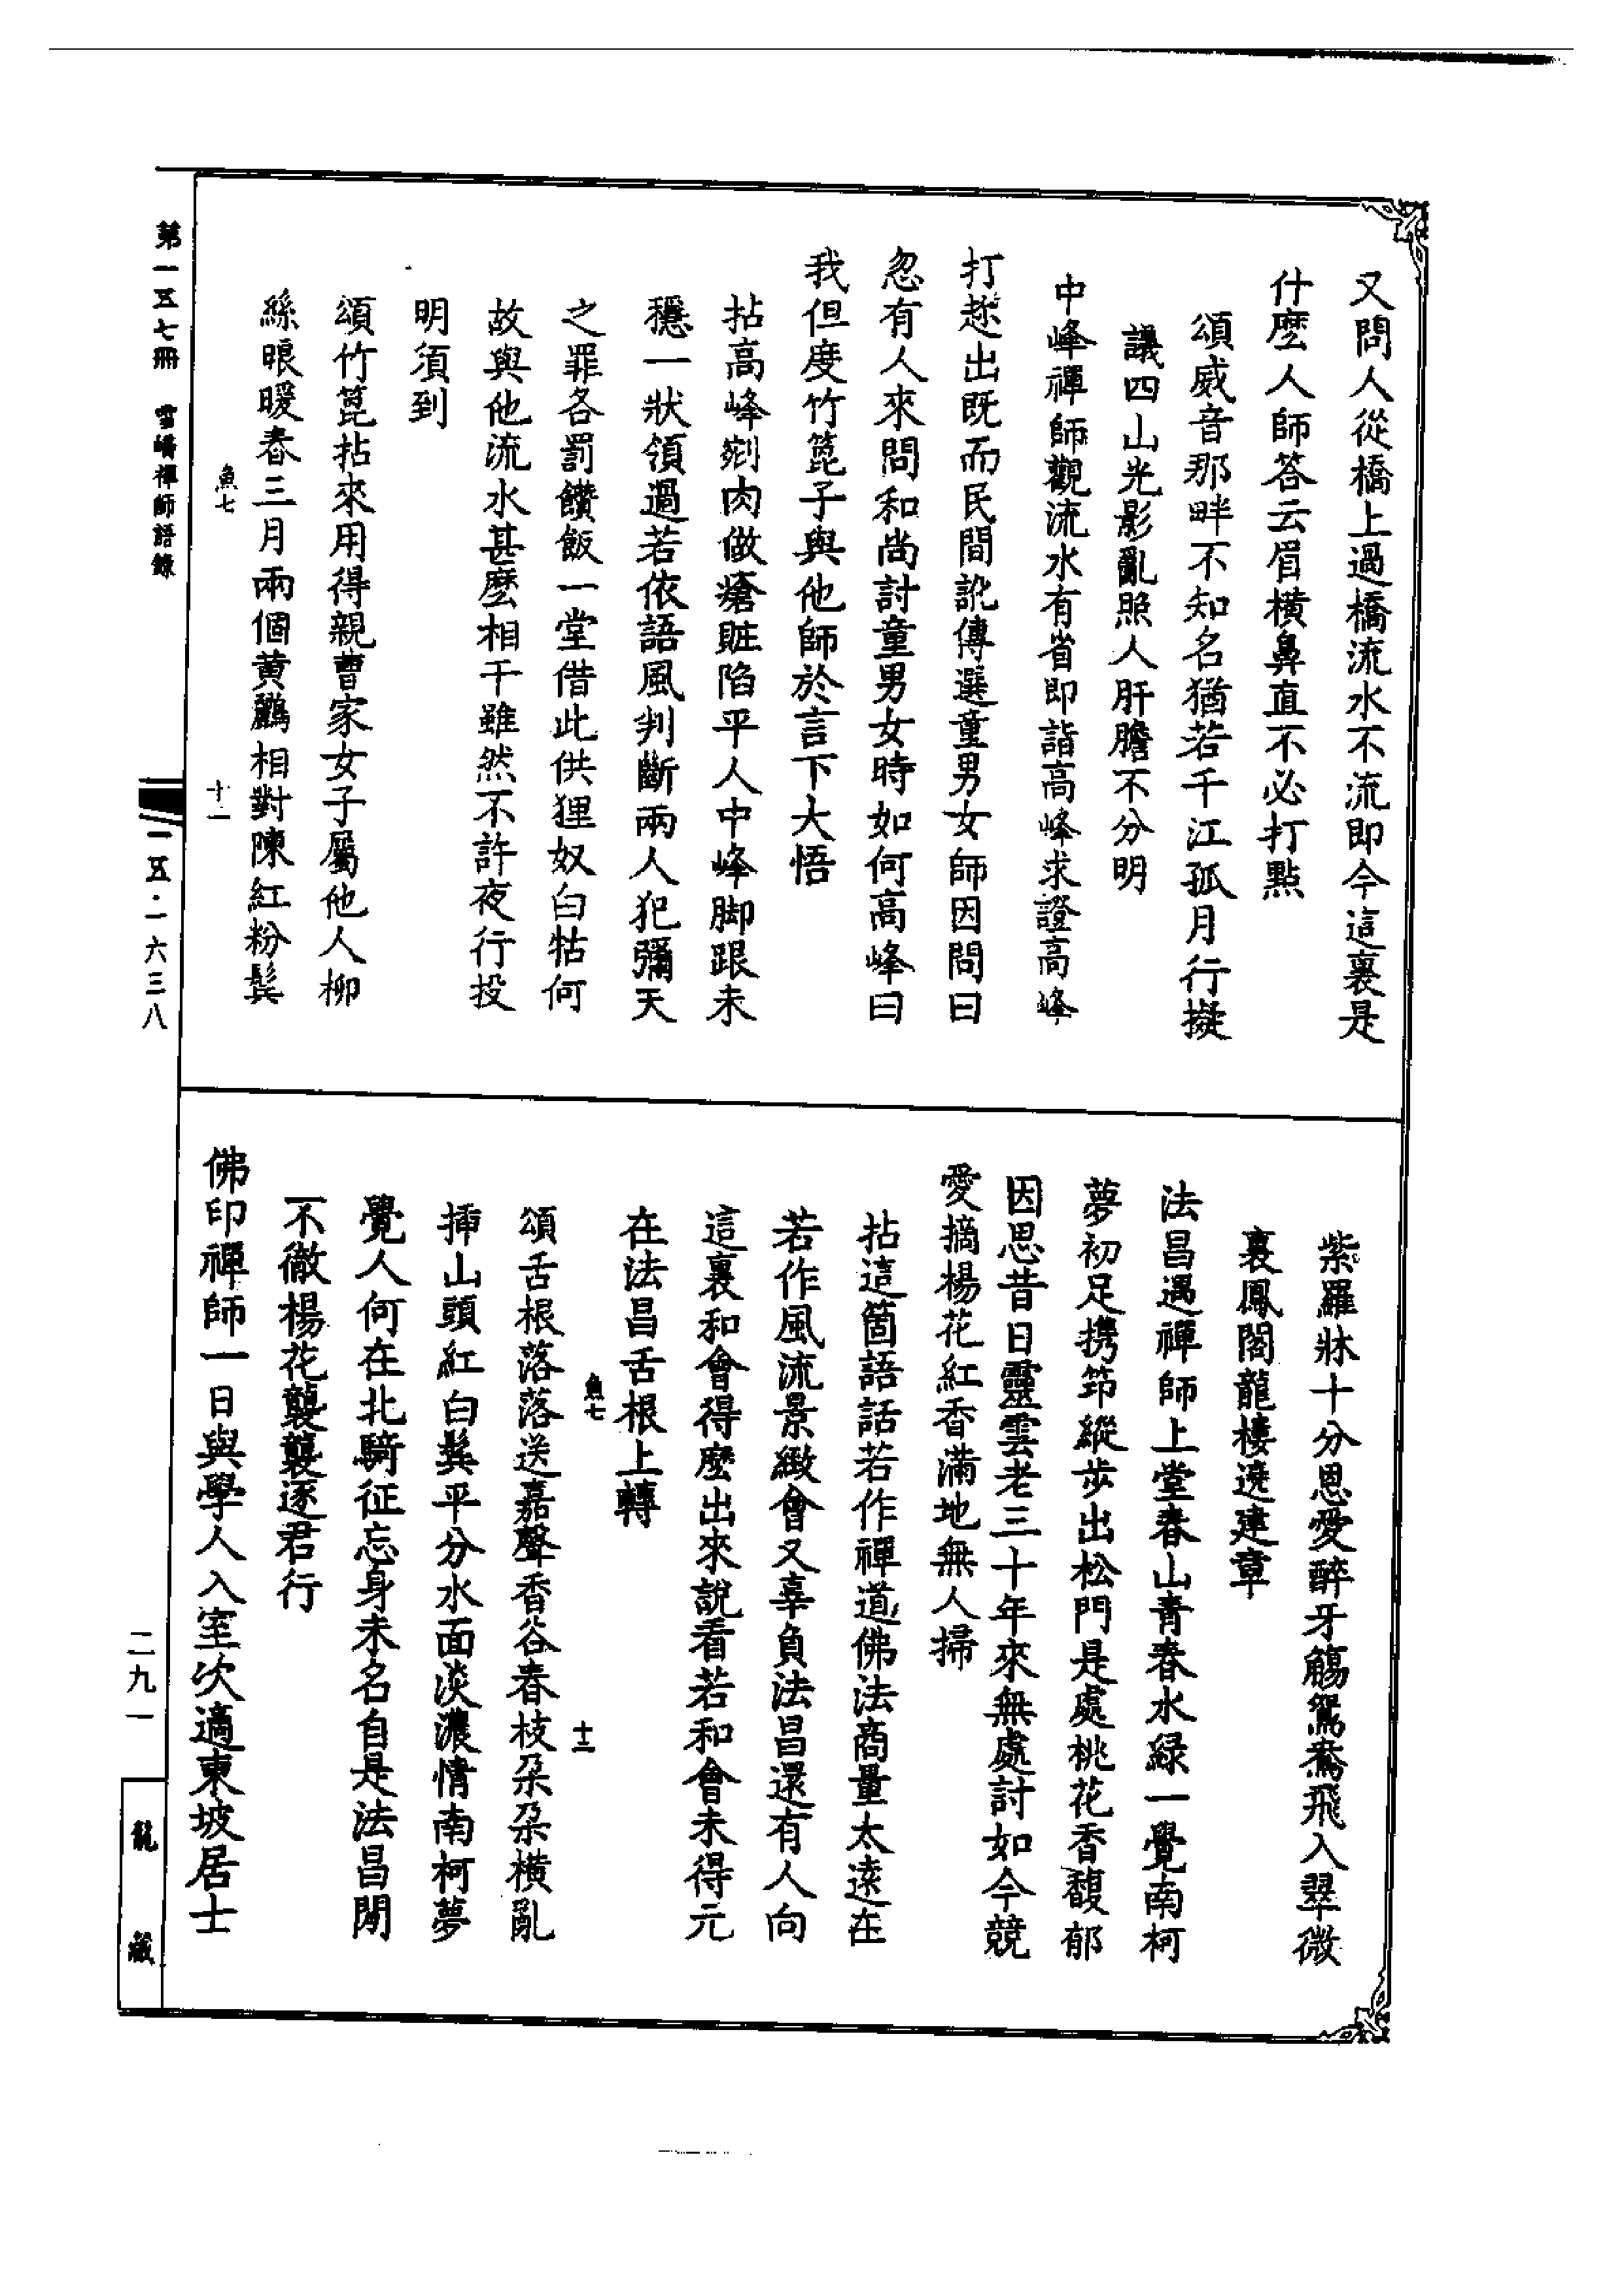 又問人從橋上過橋流水不流即今這裏是
什麼人師答云眉橫鼻直不必打點
頌威音那畔不知名猶若千江孤月行擬
議四山光影亂照人肝膽不分明
中峰禪師觀流水有省即詣高峰求證高峰
打趂出既而民間訛傳選童男女師因問曰
忽有人來問和尚討童男女時如何高峰曰
我但度竹箆子與他師於言下大悟
拈高峰剜肉做瘡賍陷平人中峰脚跟未
穩一狀領過若依語風判斷兩人犯彌天
之罪各罰饡飯一堂借此供狸奴白牯何
故與他流水甚麼相干雖然不許夜行投
明須到
頌竹箆拈來用得親曹家女子屬他人柳
絲暖春三月兩個黄鸝相對陳紅粉鬂
魚七
十一
紫羅牀十分恩愛醉牙觴鴛鴦飛入翠微
裏鳳閣龍樓遶建章
法昌遇禪師上堂春山青春水緑一覺南柯
夢初足携笻縱步出松門是處桃花香馥郁
因思昔日靈雲老三十年來無處討如今競
愛摘楊花紅香滿地無人掃
拈這箇語話若作禪道佛法商量太遠在
若作風流景緻會又辜負法昌還有人向
這裏和會得麼出來說看若和會未得元
在法昌舌根上轉
魚七
十二
頌舌根落落送嘉聲香谷春枝朶朶橫亂
揷山頭紅白鬂平分水面淡濃情南柯夢
覺人何在北騎征忘身未名自是法昌閒
不徹楊花襲襲逐君行
佛印禪師一日與學人入室次適東坡居士
第一五七冊　雪嶠禪師語錄
一五·一六三八
二九一
龍藏